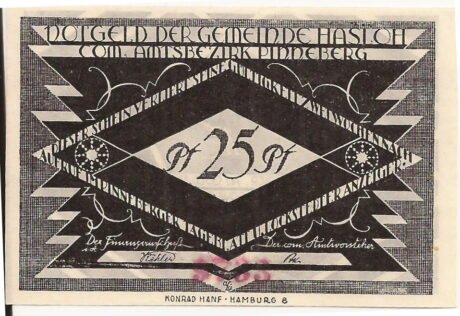 NOTGELD DER GEMEINDE HASLOH
COM. AMTSBEZIRK PINNEBERG
DIESER SCHEIN VERLIERT SEINE GÜLTIGKEIT ZWEI WOCHEN NACH
AUFRUF IM PINNEBERGER TAGEBLATT U.
Pf 25 Pf
Der Finanzausschuß
Der com. Amtsvorsteher
KONRAD HANF · HAMBURG 8